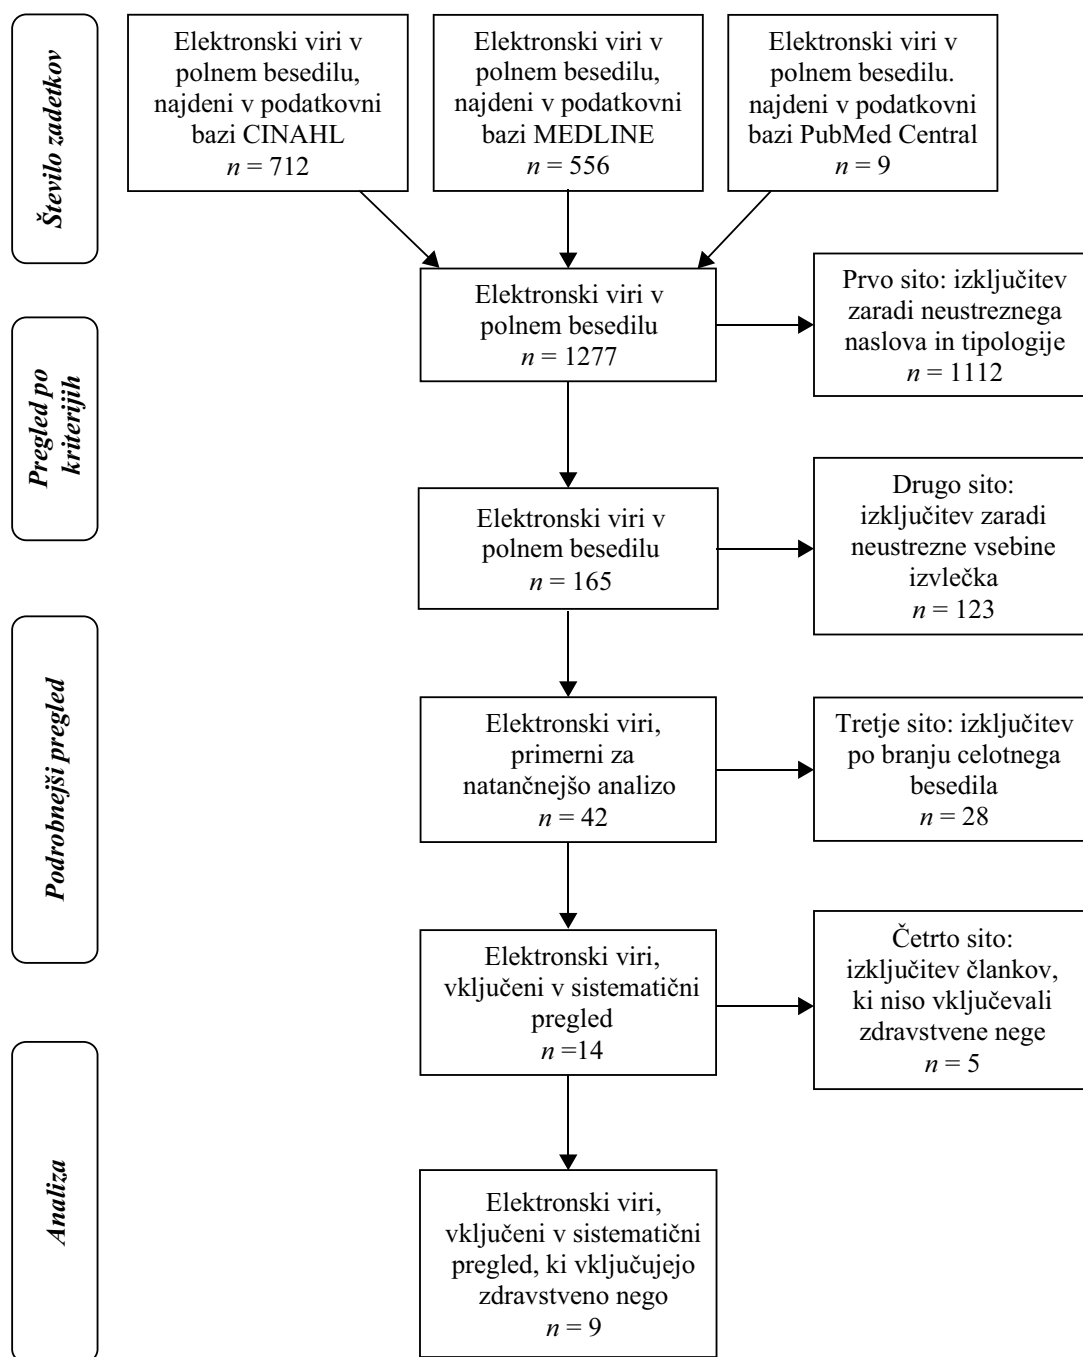 Število zadetkov
Elektronski viri v
polnem besedilu,
najdeni v podatkovni
bazi CINAHL
n = 712
Elektronski viri v
polnem besedilu,
najdeni v podatkovni
bazi MEDLINE
n = 556
Elektronski viri v
polnem besedilu.
najdeni v podatkovni
bazi PubMed Central
n = 9
Elektronski viri v
polnem besedilu
n = 1277
Prvo sito: izključitev
zaradi neustreznega
naslova in tipologije
n = 1112
Pregled po
kriterijih
Elektronski viri v
polnem besedilu
n = 165
Drugo sito:
izključitev zaradi
neustrezne vsebine
izvlečka
n = 123
Podrobnejši pregled
Elektronski viri,
primerni za
natančnejšo analizo
n = 42
Tretje sito: izključitev
po branju celotnega
besedila
n = 28
Elektronski viri,
vključeni v sistematični
pregled
n =14
Četrto sito:
izključitev člankov,
ki niso vključevali
zdravstvene nege
n = 5
Analiza
Elektronski viri,
vključeni v sistematični
pregled, ki vključujejo
zdravstveno nego
n = 9